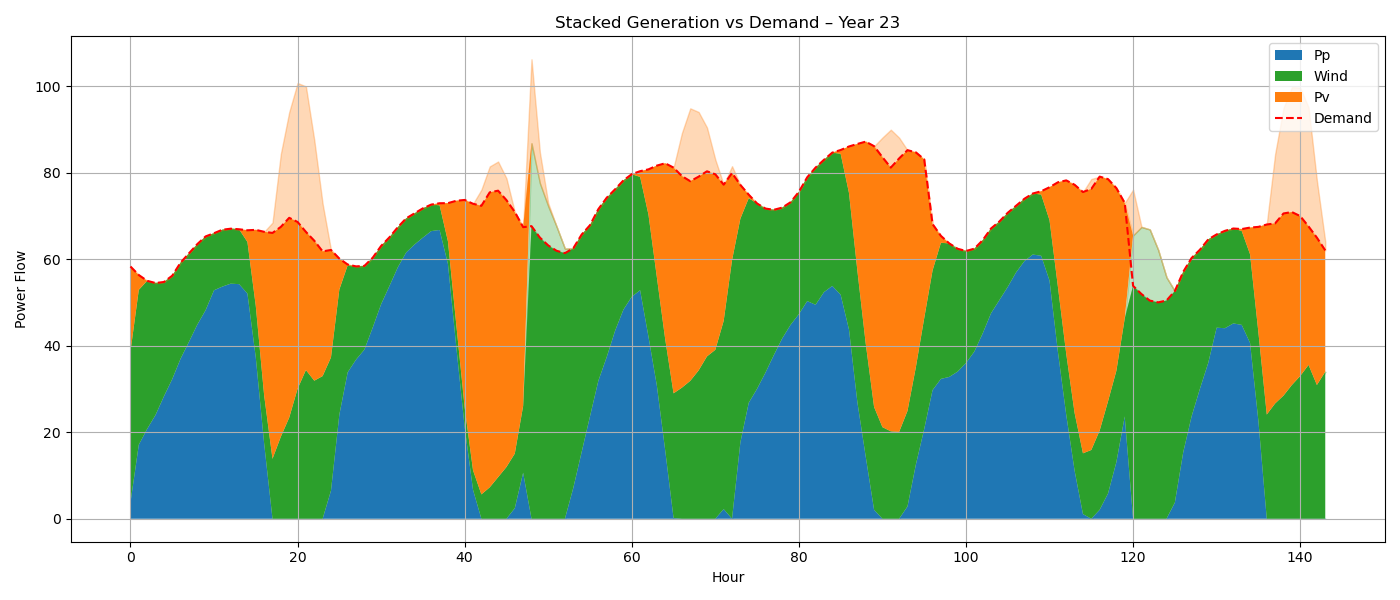 Stacked Generation vs Demand – Year 23
Power Flow
100
80
60
40
20
0
Pp
Wind
Pv
Demand
0 20 40 60 80 100 120 140
Hour